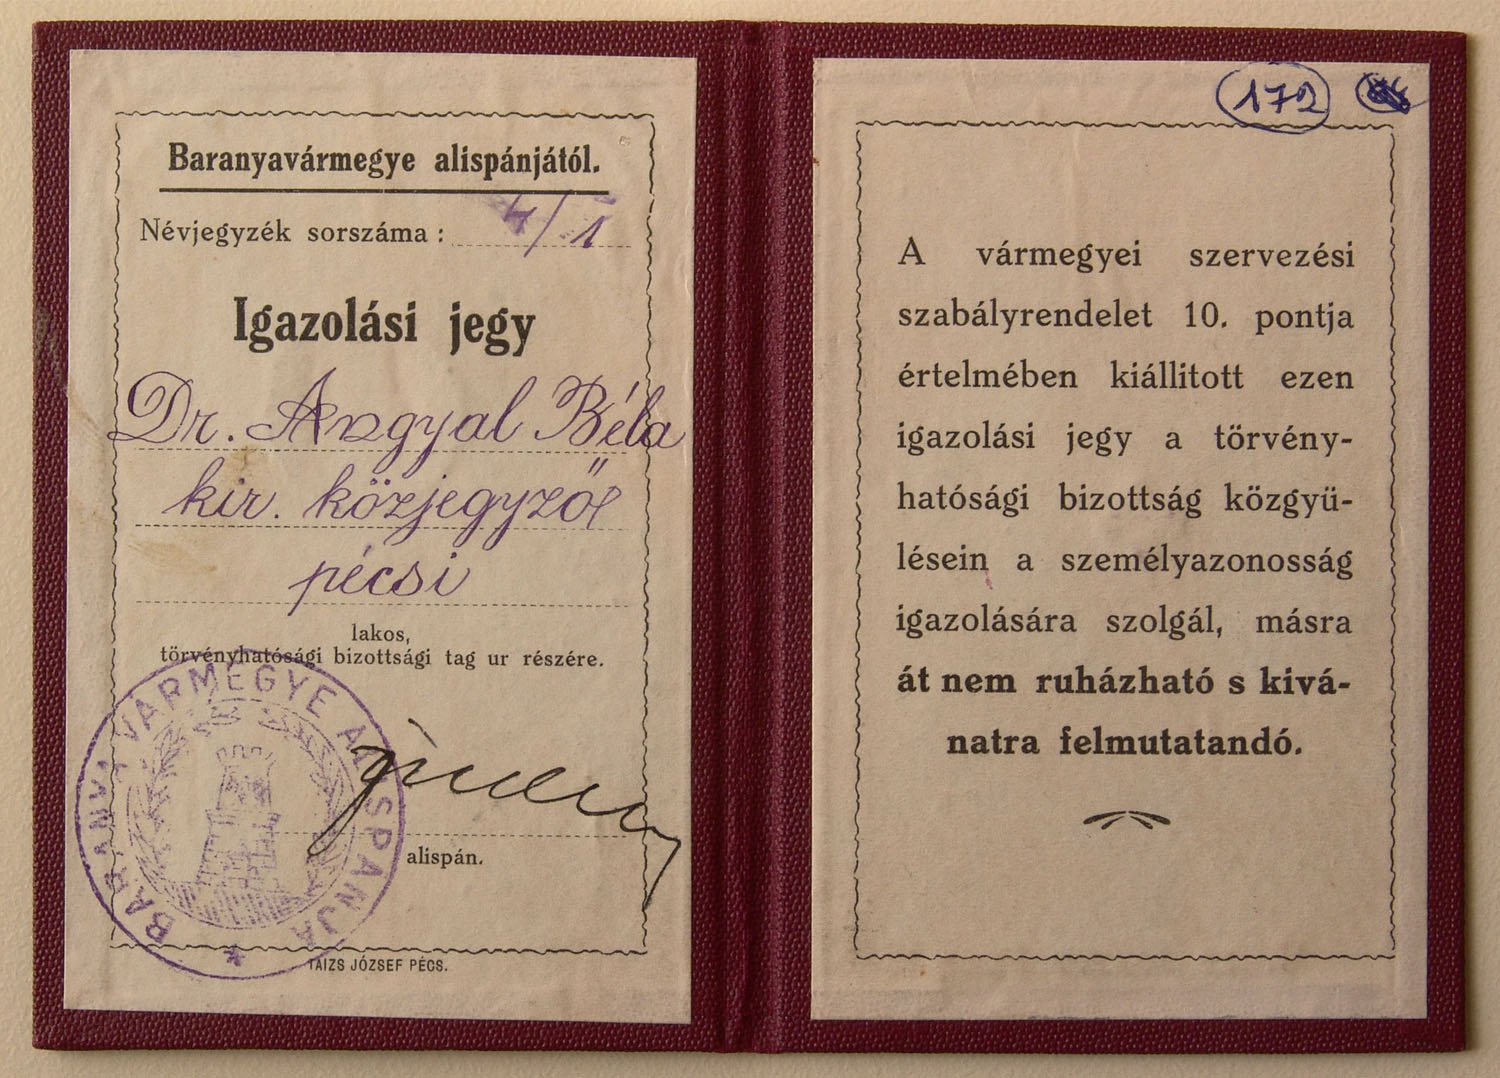 Baranyavármegye alispánjától.
Névjegyzék sorszáma: 4/1
Igazolási jegy
Dr. Angyal Béla
kir. közjegyző
pécsi
lakos,
törvényhatósági bizottsági tag ur részére.
BARANYA VÁRMEGYE ALISPÁNJA
alispán.
TAIZS JÓZSEF PÉCS.
172
A vármegyei szervezési
szabályrendelet 10. pontja
értelmében kiállitott ezen
igazolási jegy a törvény-
hatósági bizottság közgyü-
lésein a személyazonosság
igazolására szolgál, másra
át nem ruházható s kivá-
natra felmutatandó.